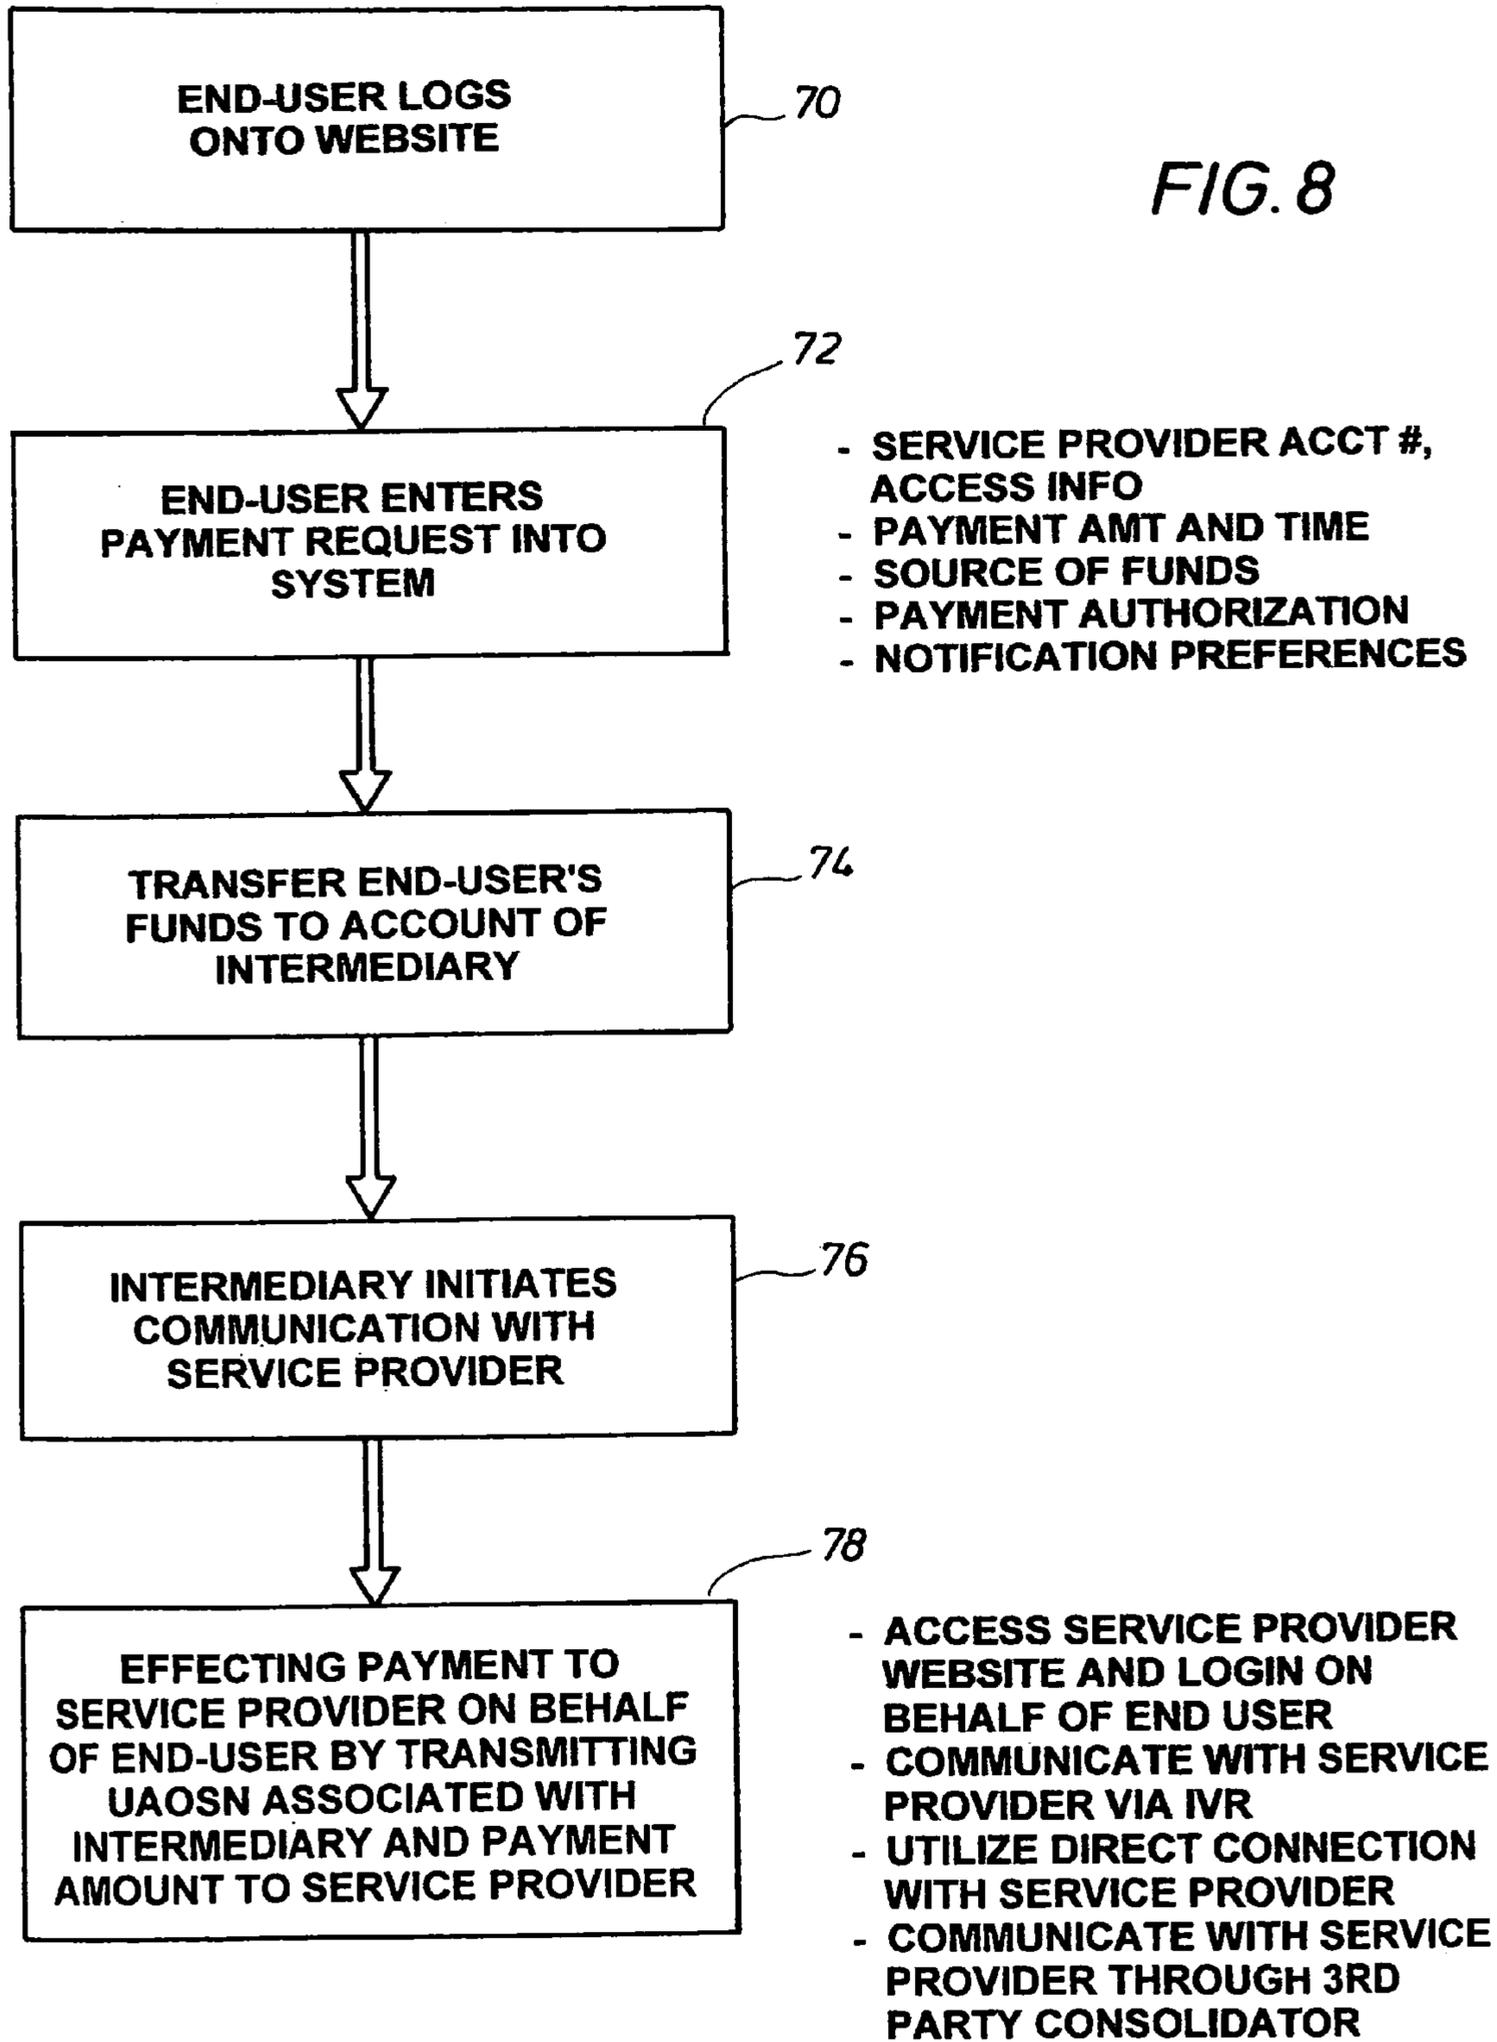 END-USER LOGS
ONTO WEBSITE
70
FIG. 8
72
END-USER ENTERS
PAYMENT REQUEST INTO
SYSTEM
- SERVICE PROVIDER ACCT #,
ACCESS INFO
- PAYMENT AMT AND TIME
- SOURCE OF FUNDS
- PAYMENT AUTHORIZATION
- NOTIFICATION PREFERENCES
74
TRANSFER END-USER'S
FUNDS TO ACCOUNT OF
INTERMEDIARY
76
INTERMEDIARY INITIATES
COMMUNICATION WITH
SERVICE PROVIDER
78
EFFECTING PAYMENT TO
SERVICE PROVIDER ON BEHALF
OF END-USER BY TRANSMITTING
UAOSN ASSOCIATED WITH
INTERMEDIARY AND PAYMENT
AMOUNT TO SERVICE PROVIDER
- ACCESS SERVICE PROVIDER
WEBSITE AND LOGIN ON
BEHALF OF END USER
- COMMUNICATE WITH SERVICE
PROVIDER VIA IVR
- UTILIZE DIRECT CONNECTION
WITH SERVICE PROVIDER
- COMMUNICATE WITH SERVICE
PROVIDER THROUGH 3RD
PARTY CONSOLIDATOR